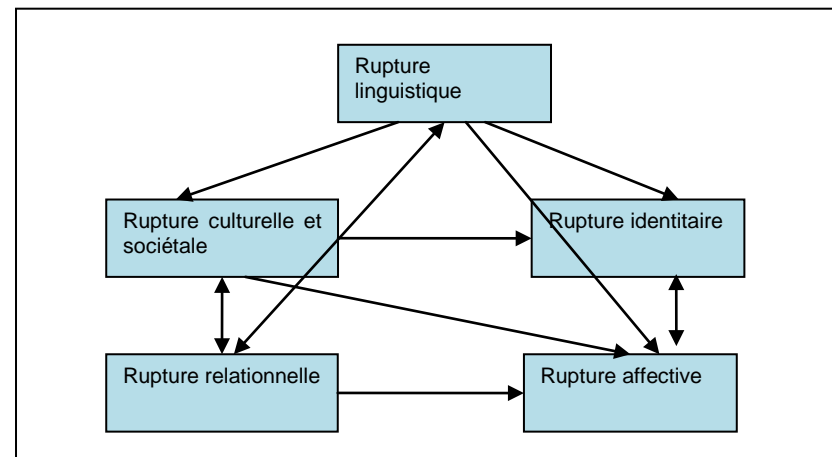 Rupture
linguistique
Rupture culturelle et
sociétale
Rupture identitaire
Rupture relationnelle
Rupture affective